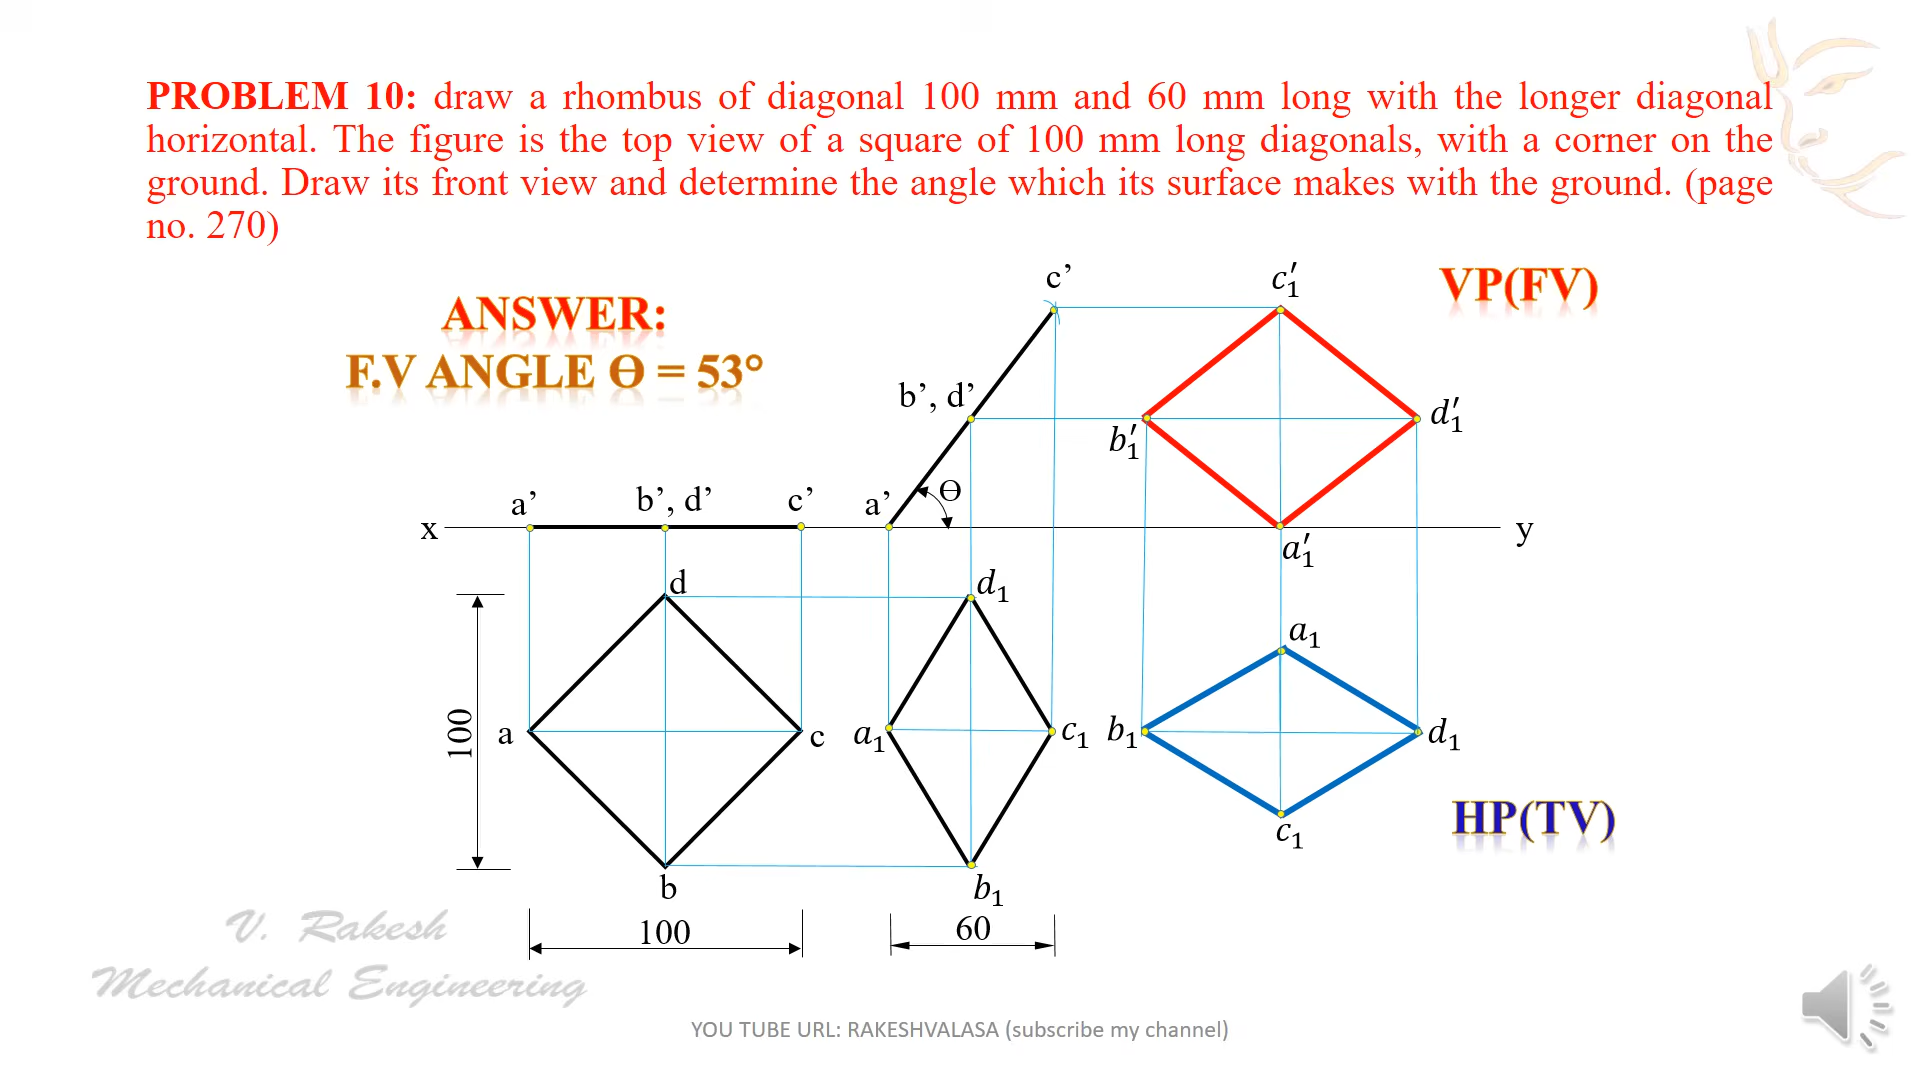 PROBLEM 10: draw a rhombus of diagonal 100 mm and 60 mm long with the longer diagonal
horizontal. The figure is the top view of a square of 100 mm long diagonals, with a corner on the
ground. Draw its front view and determine the angle which its surface makes with the ground. (page
no. 270)
ANSWER:
F.V ANGLE Ө = 53°
VP(FV)
c’
c₁′
b’, d’
b₁′
d₁′
a’
b’, d’
c’
a’
Ө
x
y
a₁′
d
d₁
a₁
100
a
c
a₁
c₁
b₁
d₁
HP(TV)
c₁
b
b₁
100
60
V. Rakesh
Mechanical Engineering
YOU TUBE URL: RAKESHVALASA (subscribe my channel)